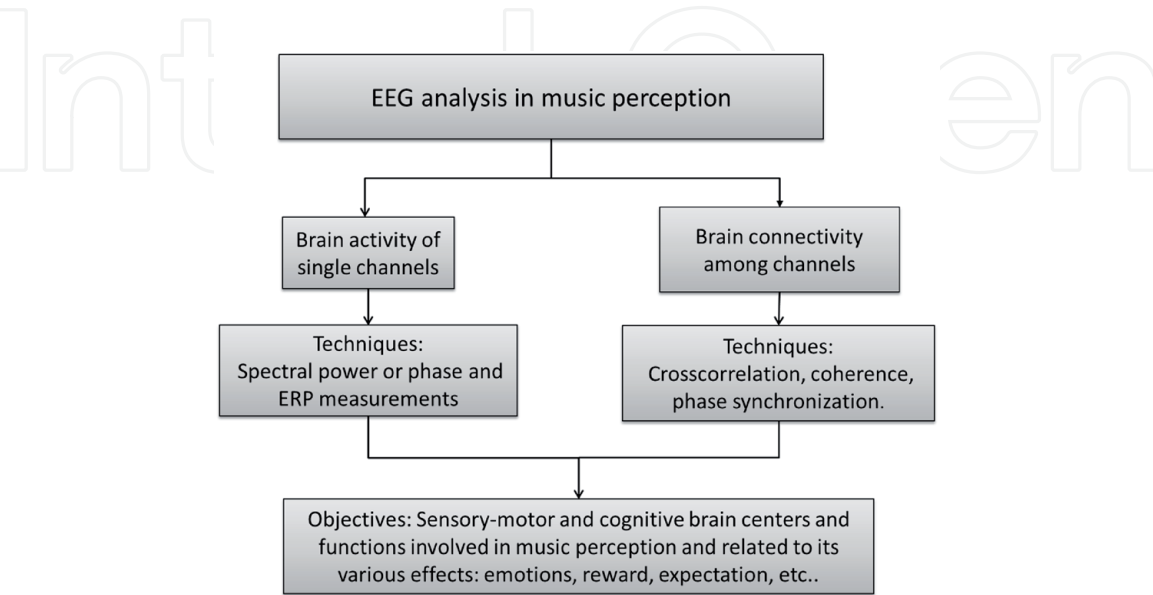 EEG analysis in music perception
Brain activity of
single channels
Brain connectivity
among channels
Techniques:
Spectral power or phase and
ERP measurements
Techniques:
Crosscorrelation, coherence,
phase synchronization.
Objectives: Sensory-motor and cognitive brain centers and
functions involved in music perception and related to its
various effects: emotions, reward, expectation, etc..